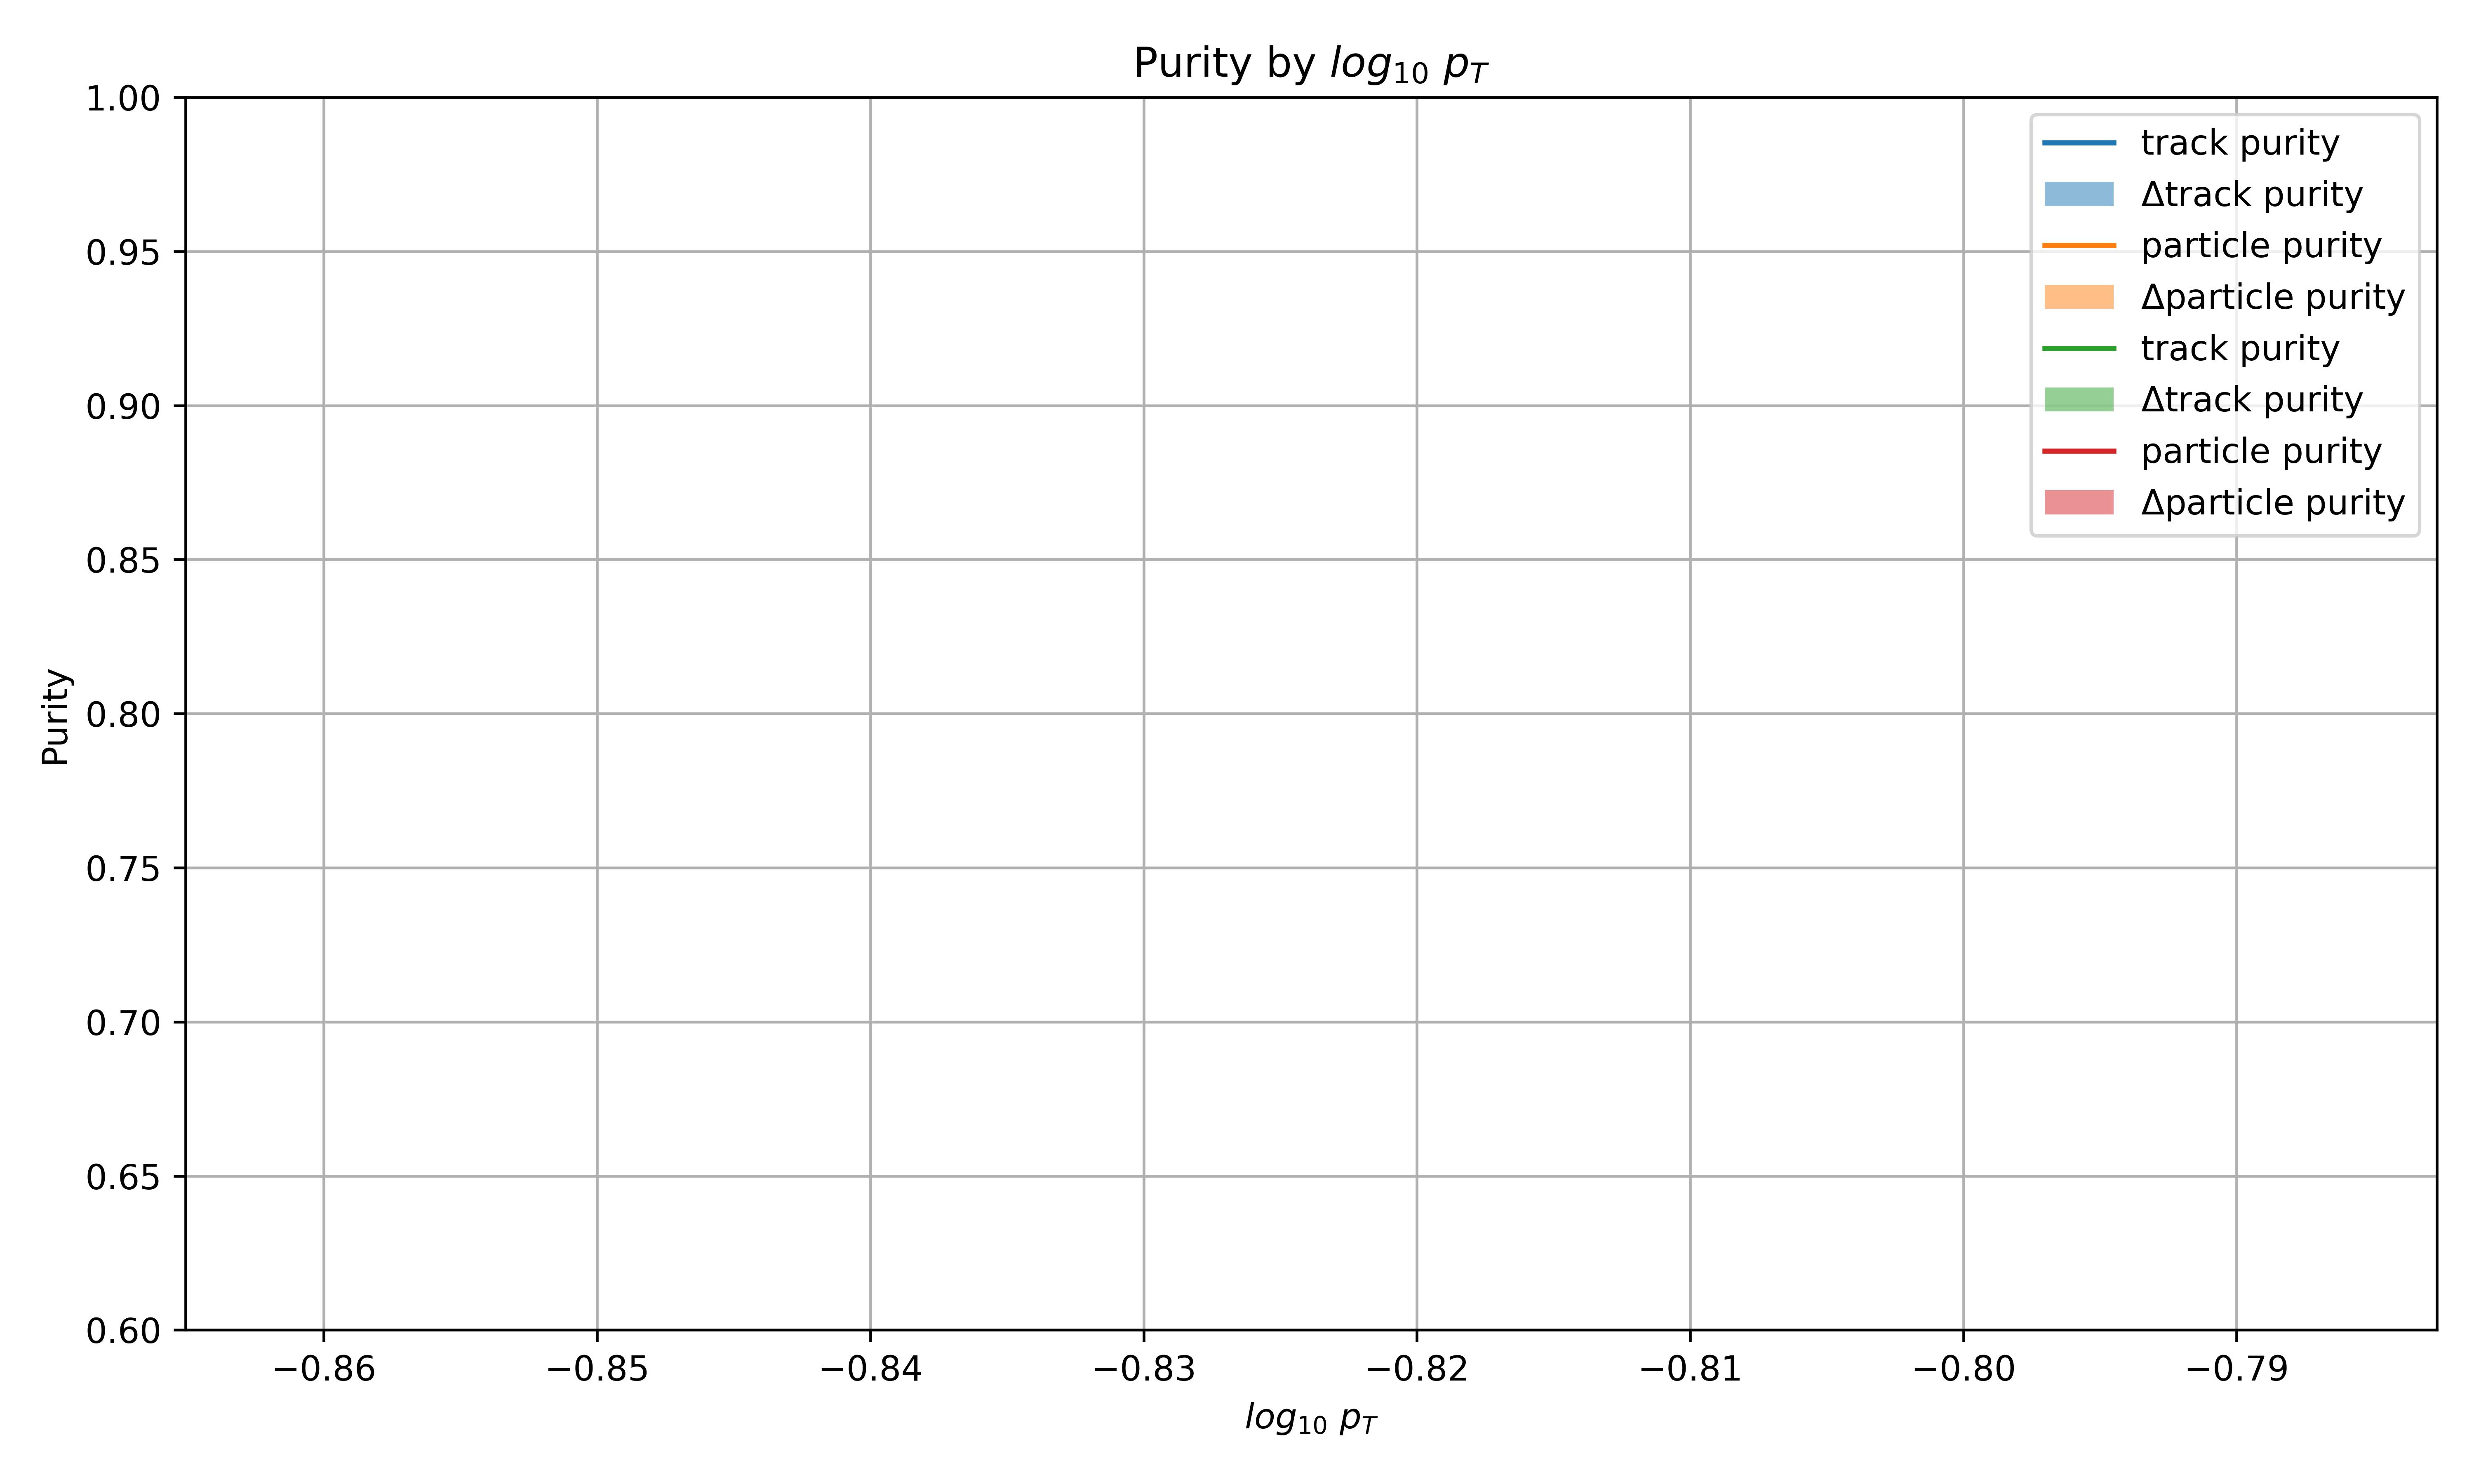 Purity by log₁₀ p_T
1.00
0.95
0.90
0.85
0.80
0.75
0.70
0.65
0.60
Purity
track purity
Δtrack purity
particle purity
Δparticle purity
track purity
Δtrack purity
particle purity
Δparticle purity
−0.86 −0.85 −0.84 −0.83 −0.82 −0.81 −0.80 −0.79
log₁₀ p_T